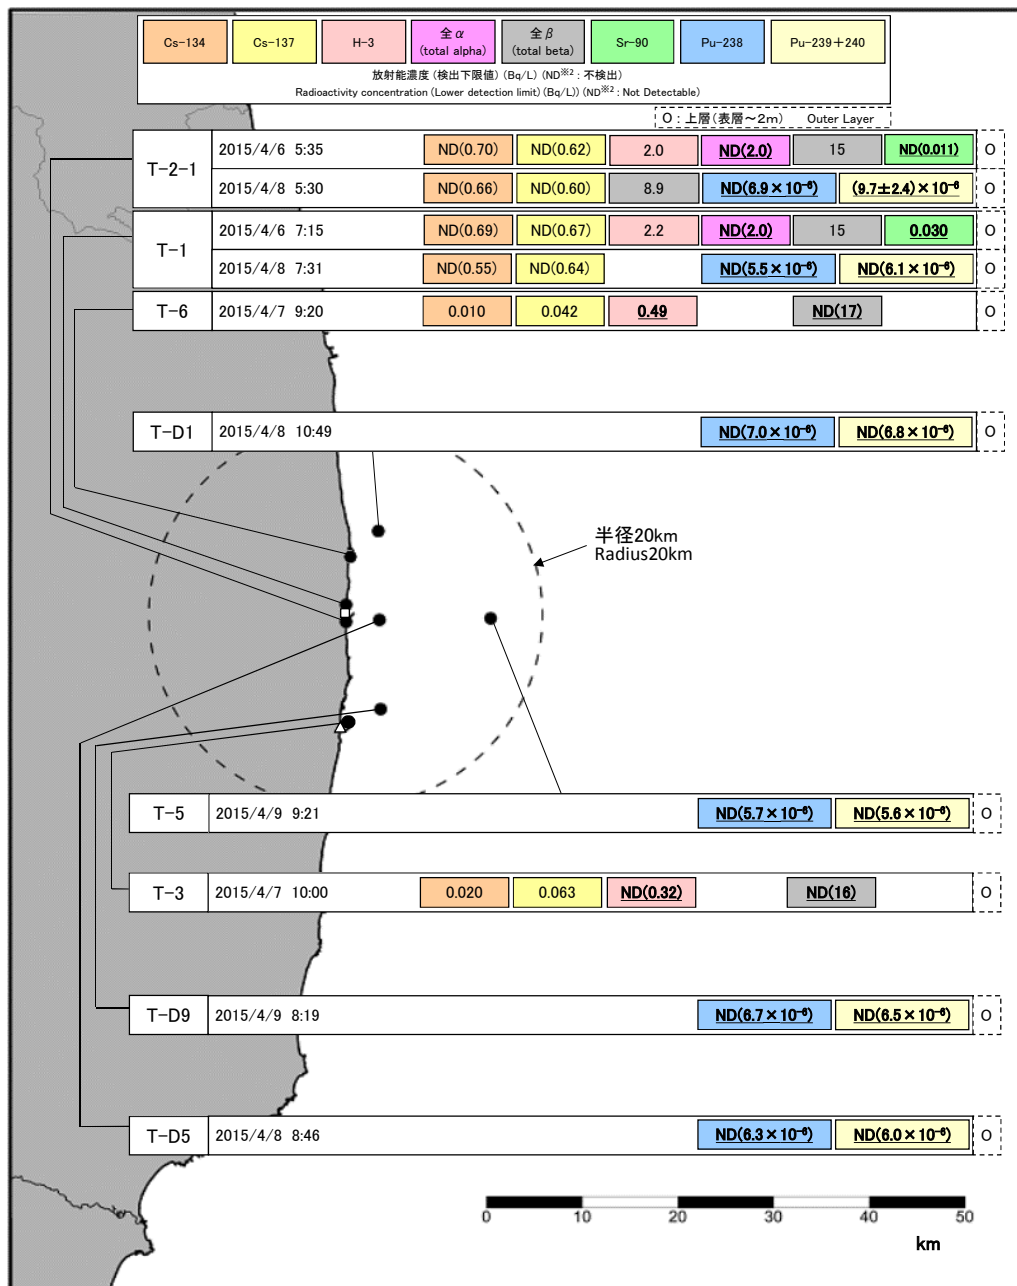 Cs-134 Cs-137 H-3 全α (total alpha) 全β (total beta) Sr-90 Pu-238 Pu-239+240
放射能濃度 (検出下限値) (Bq/L) (ND※2 : 不検出)
Radioactivity concentration (Lower detection limit) (Bq/L)) (ND※2 : Not Detectable)
O : 上層(表層~2m) Outer Layer
T-2-1
2015/4/6 5:35 ND(0.70) ND(0.62) 2.0 ND(2.0) 15 ND(0.011) O
2015/4/8 5:30 ND(0.66) ND(0.60) 8.9 ND(6.9×10⁻⁶) (9.7±2.4)×10⁻⁶ O
T-1
2015/4/6 7:15 ND(0.69) ND(0.67) 2.2 ND(2.0) 15 0.030 O
2015/4/8 7:31 ND(0.55) ND(0.64) ND(5.5×10⁻⁶) ND(6.1×10⁻⁶) O
T-6 2015/4/7 9:20 0.010 0.042 0.49 ND(17) O
T-D1 2015/4/8 10:49 ND(7.0×10⁻⁶) ND(6.8×10⁻⁶) O
半径20km
Radius20km
T-5 2015/4/9 9:21 ND(5.7×10⁻⁶) ND(5.6×10⁻⁶) O
T-3 2015/4/7 10:00 0.020 0.063 ND(0.32) ND(16) O
T-D9 2015/4/9 8:19 ND(6.7×10⁻⁶) ND(6.5×10⁻⁶) O
T-D5 2015/4/8 8:46 ND(6.3×10⁻⁶) ND(6.0×10⁻⁶) O
0 10 20 30 40 50
km